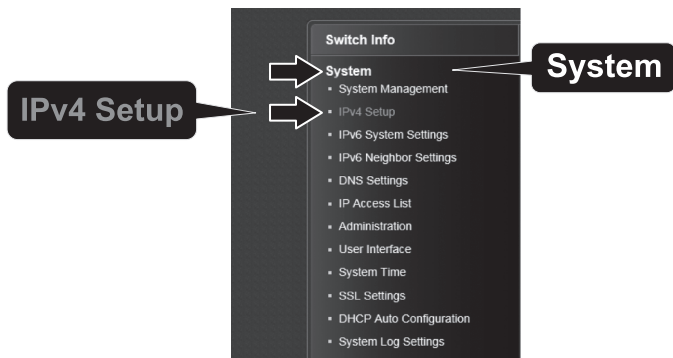 Switch Info
System
System
System Management
IPv4 Setup
IPv4 Setup
IPv6 System Settings
IPv6 Neighbor Settings
DNS Settings
IP Access List
Administration
User Interface
System Time
SSL Settings
DHCP Auto Configuration
System Log Settings